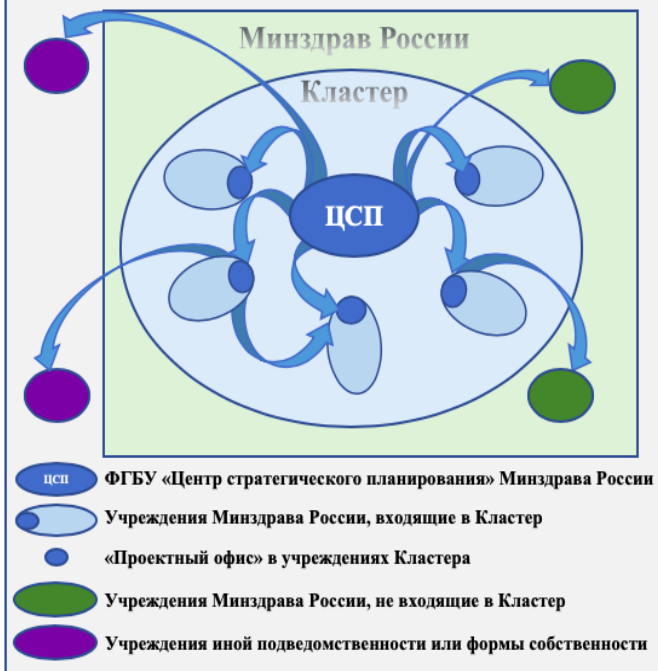 Минздрав России
Кластер
ЦСП
ЦСП ФГБУ «Центр стратегического планирования» Минздрава России
Учреждения Минздрава России, входящие в Кластер
«Проектный офис» в учреждениях Кластера
Учреждения Минздрава России, не входящие в Кластер
Учреждения иной подведомственности или формы собственности